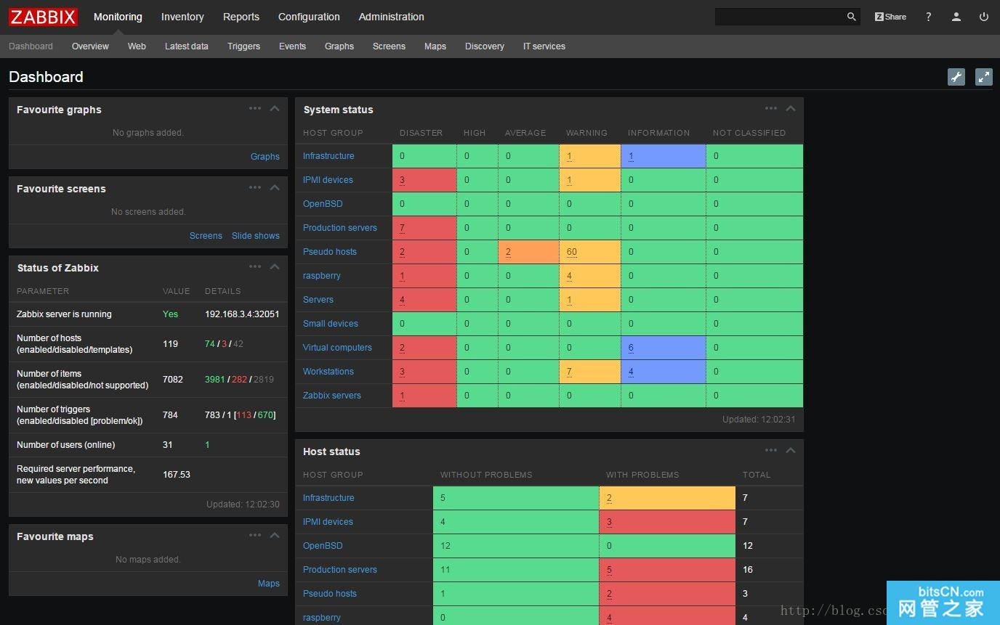 ZABBIX Monitoring Inventory Reports Configuration Administration Z Share ?
Dashboard Overview Web Latest data Triggers Events Graphs Screens Maps Discovery IT services
Dashboard
Favourite graphs
No graphs added.
Graphs
Favourite screens
No screens added.
Screens Slide shows
Status of Zabbix
PARAMETER VALUE DETAILS
Zabbix server is running Yes 192.168.3.4:32051
Number of hosts
(enabled/disabled/templates) 119 74 / 3 / 42
Number of items
(enabled/disabled/not supported) 7082 3981 / 282 / 2819
Number of triggers
(enabled/disabled [problem/ok]) 784 783 / 1 [113 / 670]
Number of users (online) 31 1
Required server performance,
new values per second 167.53
Updated: 12:02:30
Favourite maps
No maps added.
Maps
System status
HOST GROUP DISASTER HIGH AVERAGE WARNING INFORMATION NOT CLASSIFIED
Infrastructure 0 0 0 1 1 0
IPMI devices 3 0 0 1 0 0
OpenBSD 0 0 0 0 0 0
Production servers 7 0 0 0 0 0
Pseudo hosts 2 0 2 60 0 0
raspberry 1 0 0 4 0 0
Servers 4 0 0 1 0 0
Small devices 0 0 0 0 0 0
Virtual computers 2 0 0 0 6 0
Workstations 3 0 0 7 4 0
Zabbix servers 1 0 0 0 0 0
Updated: 12:02:31
Host status
HOST GROUP WITHOUT PROBLEMS WITH PROBLEMS TOTAL
Infrastructure 5 2 7
IPMI devices 4 3 7
OpenBSD 12 0 12
Production servers 11 5 16
Pseudo hosts 1 2 3
raspberry 0 4 4
http://blog.csd
bitsCN.com
网管之家